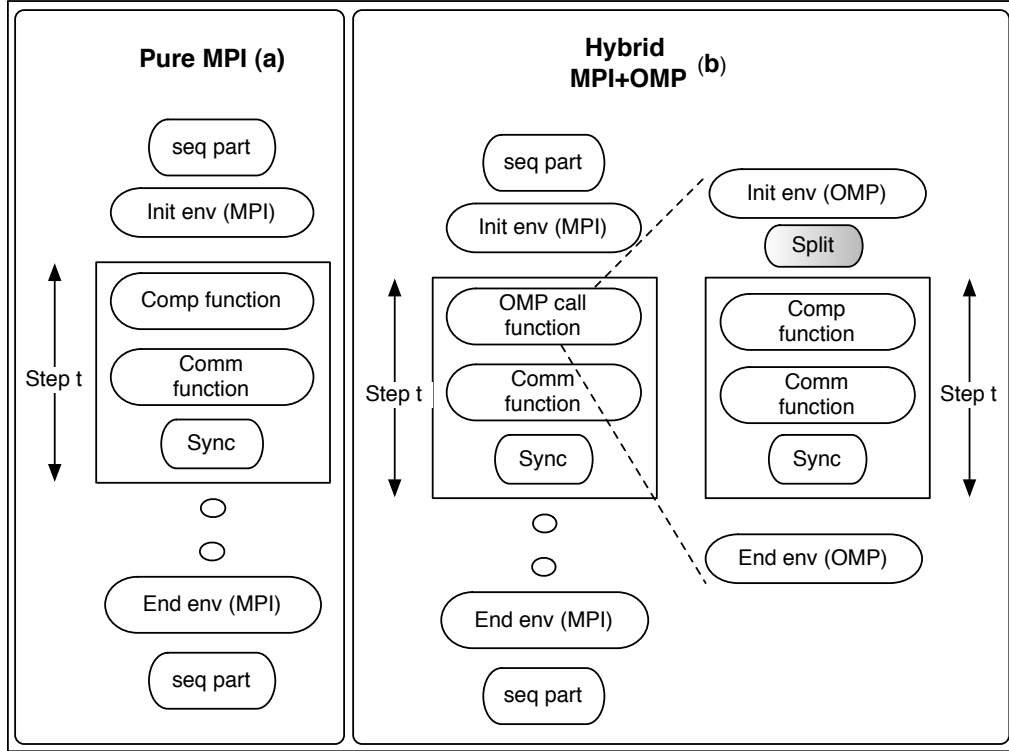 Pure MPI (a)
seq part
Init env (MPI)
Comp function
Comm
function
Sync
Step t
End env (MPI)
seq part
Hybrid
MPI+OMP (b)
seq part
Init env (MPI)
OMP call
function
Comm
function
Sync
Step t
End env (MPI)
seq part
Init env (OMP)
Split
Comp
function
Comm
function
Sync
Step t
End env (OMP)